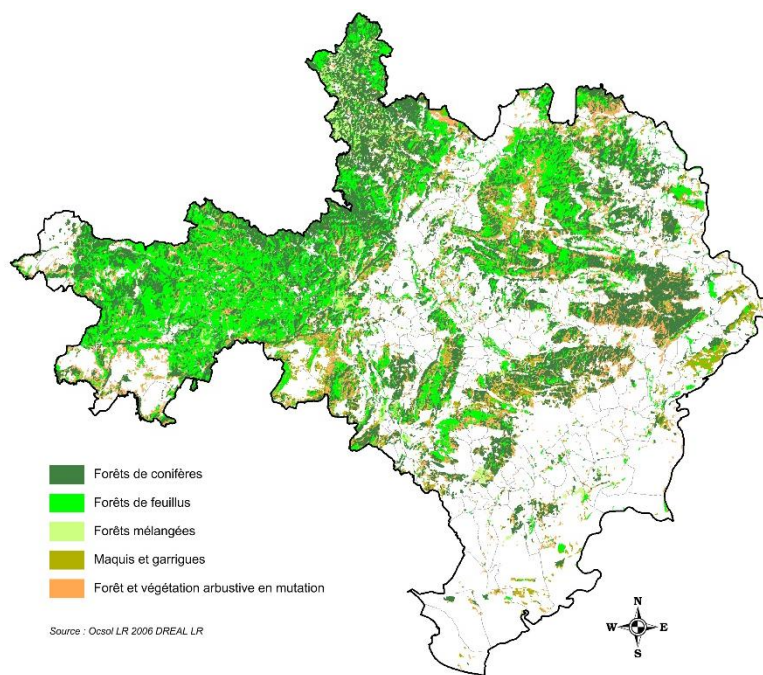 Forêts de conifères
Forêts de feuillus
Forêts mélangées
Maquis et garrigues
Forêt et végétation arbustive en mutation
Source : Ocsol LR 2006 DREAL LR
N
W E
S